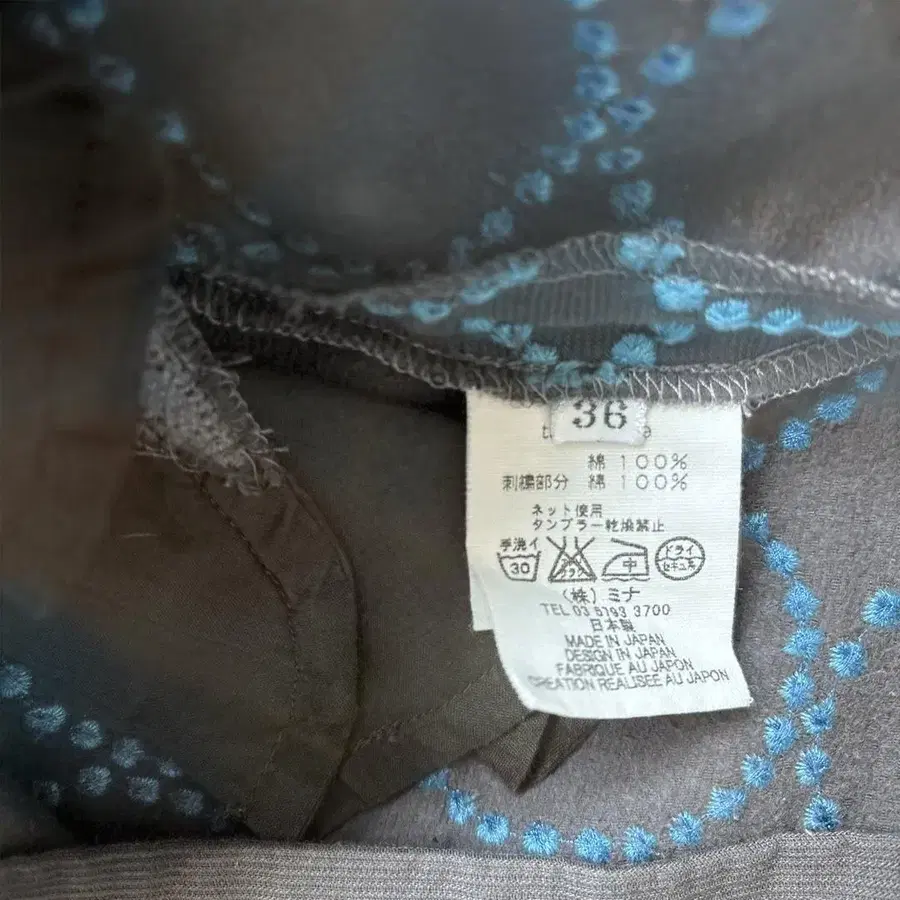 36
綿 100%
刺繍部分 綿 100%
ネット使用
タンブラー乾燥禁止
手洗イ
30
中
ドライ
セキユ系
(株)ミナ
TEL 03 5793 3700
日本製
MADE IN JAPAN
DESIGN IN JAPAN
FABRIQUE AU JAPON
CREATION REALISEE AU JAPON